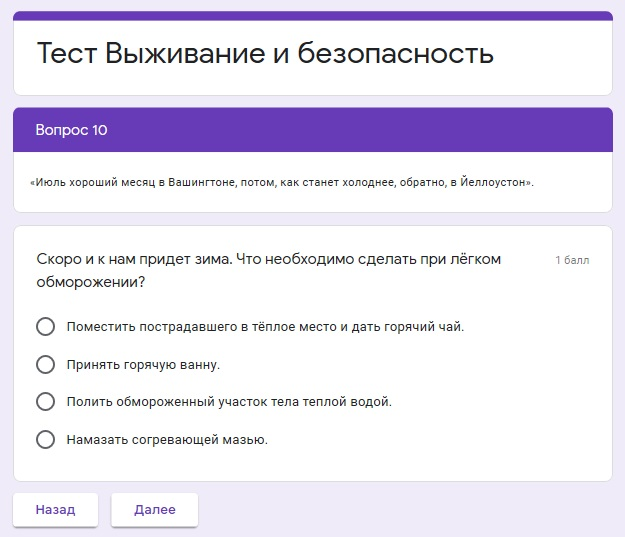 Тест Выживание и безопасность
Вопрос 10
«Июль хороший месяц в Вашингтоне, потом, как станет холоднее, обратно, в Йеллоустон».
Скоро и к нам придет зима. Что необходимо сделать при лёгком
обморожении?
1 балл
Поместить пострадавшего в тёплое место и дать горячий чай.
Принять горячую ванну.
Полить обмороженный участок тела теплой водой.
Намазать согревающей мазью.
Назад
Далее